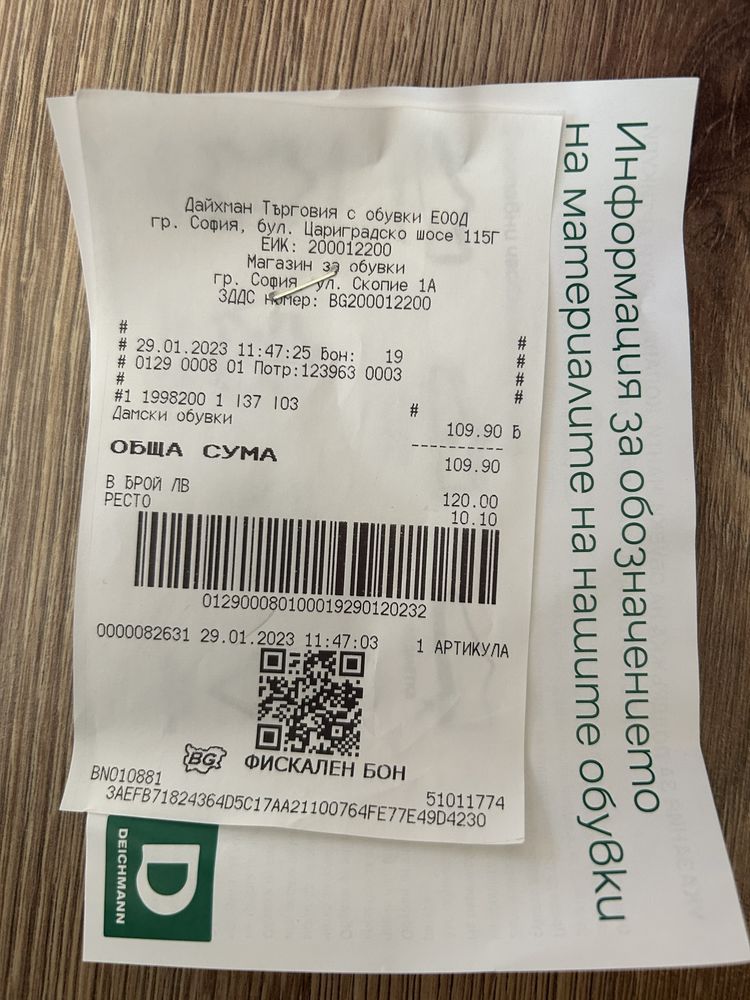 Дайхман Търговия с обувки ЕООД
гр. София, бул. Цариградско шосе 115Г
ЕИК: 200012200
Магазин за обувки
гр. София, ул. Скопие 1А
ЗДДС номер: BG200012200
#
# 29.01.2023 11:47:25 Бон: 19 #
# 0129 0008 01 Потр:123963 0003 #
# #
#1 1998200 1 |37 |03 # #
Дамски обувки 109.90 Б
----------
ОБЩА СУМА 109.90
В БРОЙ ЛВ 120.00
РЕСТО 10.10
012900080100019290120232
0000082631 29.01.2023 11:47:03 1 АРТИКУЛА
BG
ФИСКАЛЕН БОН
BN010881 51011774
3AEFB71824364D5C17AA21100764FE77E49D4230
Информация за обозначението
на материалите на нашите обувки
D
DEICHMANN